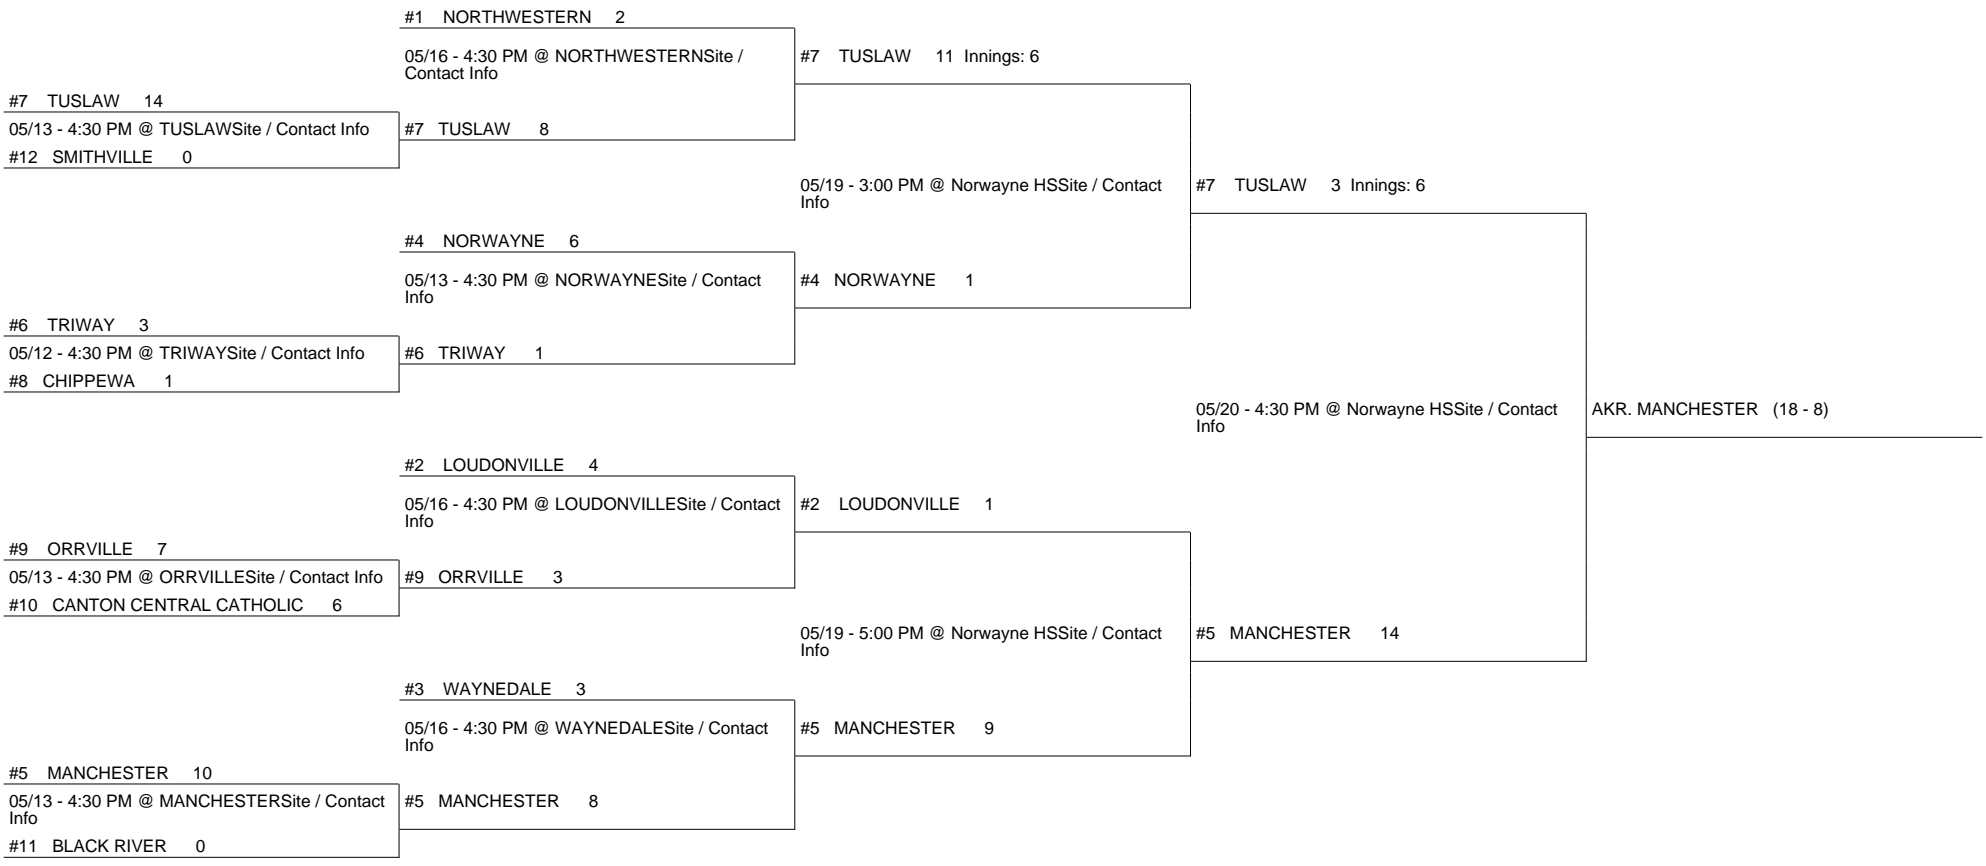 #1 NORTHWESTERN 2
05/16 - 4:30 PM @ NORTHWESTERNSite /
Contact Info
#7 TUSLAW 11 Innings: 6
#7 TUSLAW 14
05/13 - 4:30 PM @ TUSLAWSite / Contact Info
#7 TUSLAW 8
#12 SMITHVILLE 0
05/19 - 3:00 PM @ Norwayne HSSite / Contact
Info
#7 TUSLAW 3 Innings: 6
#4 NORWAYNE 6
05/13 - 4:30 PM @ NORWAYNESite / Contact
Info
#4 NORWAYNE 1
#6 TRIWAY 3
05/12 - 4:30 PM @ TRIWAYSite / Contact Info
#6 TRIWAY 1
#8 CHIPPEWA 1
05/20 - 4:30 PM @ Norwayne HSSite / Contact
Info
AKR. MANCHESTER (18 - 8)
#2 LOUDONVILLE 4
05/16 - 4:30 PM @ LOUDONVILLESite / Contact
Info
#2 LOUDONVILLE 1
#9 ORRVILLE 7
05/13 - 4:30 PM @ ORRVILLESite / Contact Info
#9 ORRVILLE 3
#10 CANTON CENTRAL CATHOLIC 6
05/19 - 5:00 PM @ Norwayne HSSite / Contact
Info
#5 MANCHESTER 14
#3 WAYNEDALE 3
05/16 - 4:30 PM @ WAYNEDALESite / Contact
Info
#5 MANCHESTER 9
#5 MANCHESTER 10
05/13 - 4:30 PM @ MANCHESTERSite / Contact
Info
#5 MANCHESTER 8
#11 BLACK RIVER 0